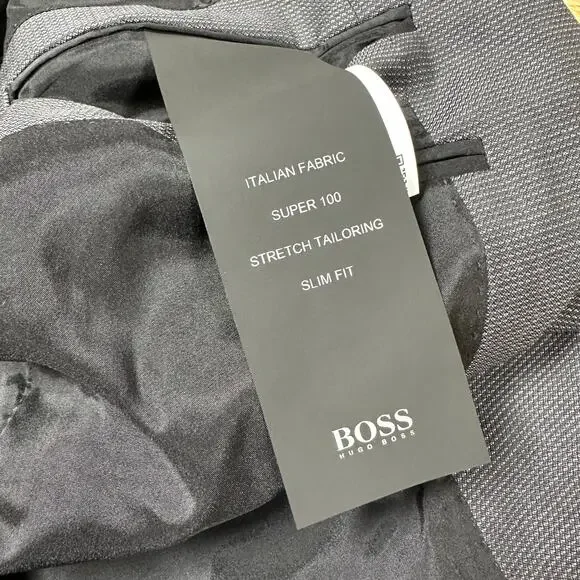 ITALIAN FABRIC
SUPER 100
STRETCH TAILORING
SLIM FIT
BOSS
HUGO BOSS